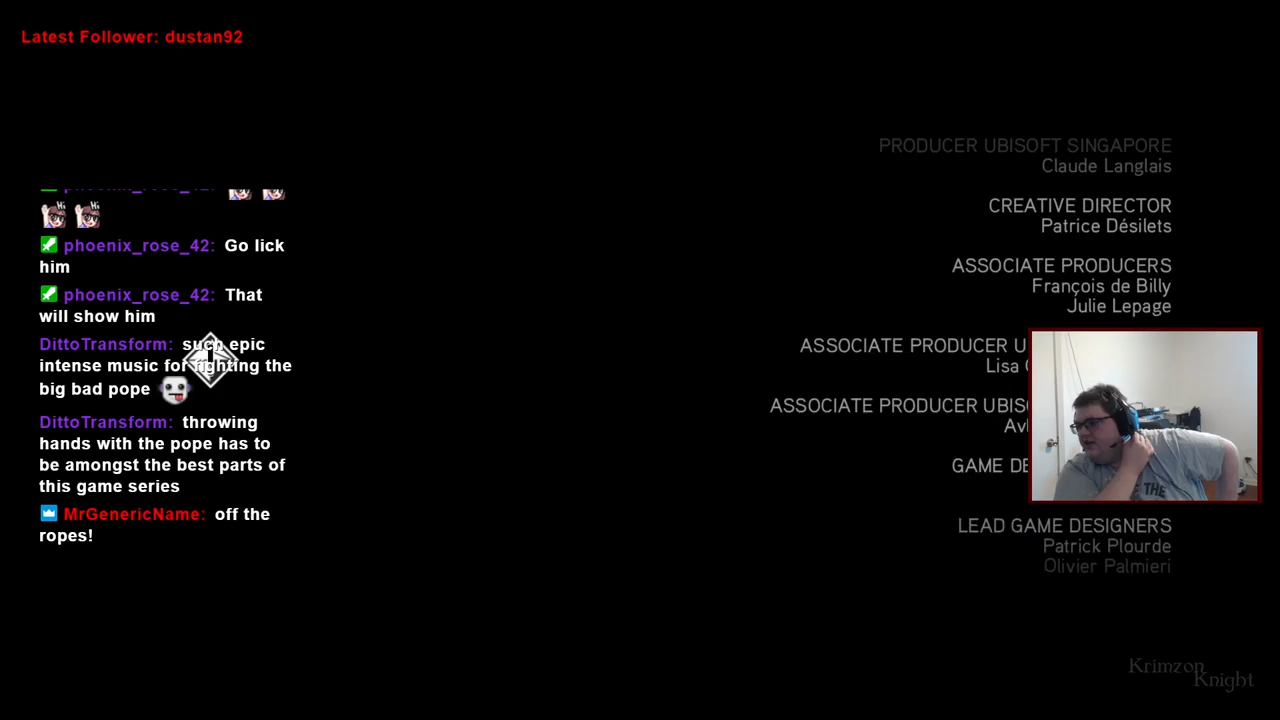 Latest Follower: dustan92
phoenix_rose_42: Go lick
him
phoenix_rose_42: That
will show him
DittoTransform: such epic
intense music for fighting the
big bad pope
DittoTransform: throwing
hands with the pope has to
be amongst the best parts of
this game series
MrGenericName: off the
ropes!
PRODUCER UBISOFT SINGAPORE
Claude Langlais
CREATIVE DIRECTOR
Patrice Désilets
ASSOCIATE PRODUCERS
François de Billy
Julie Lepage
ASSOCIATE PRODUCER
Lisa
ASSOCIATE PRODUCER
GAME
LEAD GAME DESIGNERS
Patrick Plourde
Olivier Palmieri
THE
Krimzon
Knight